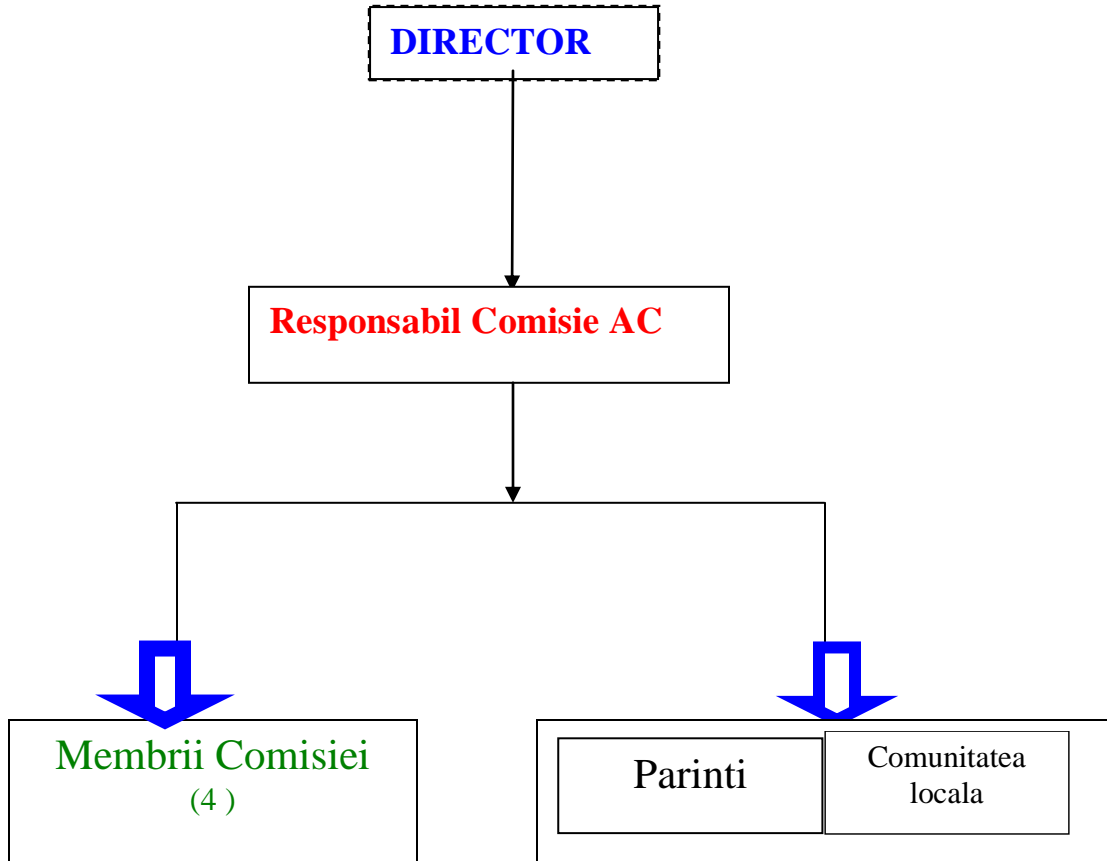 DIRECTOR
Responsabil Comisie AC
Membrii Comisiei
(4 )
Parinti
Comunitatea
locala